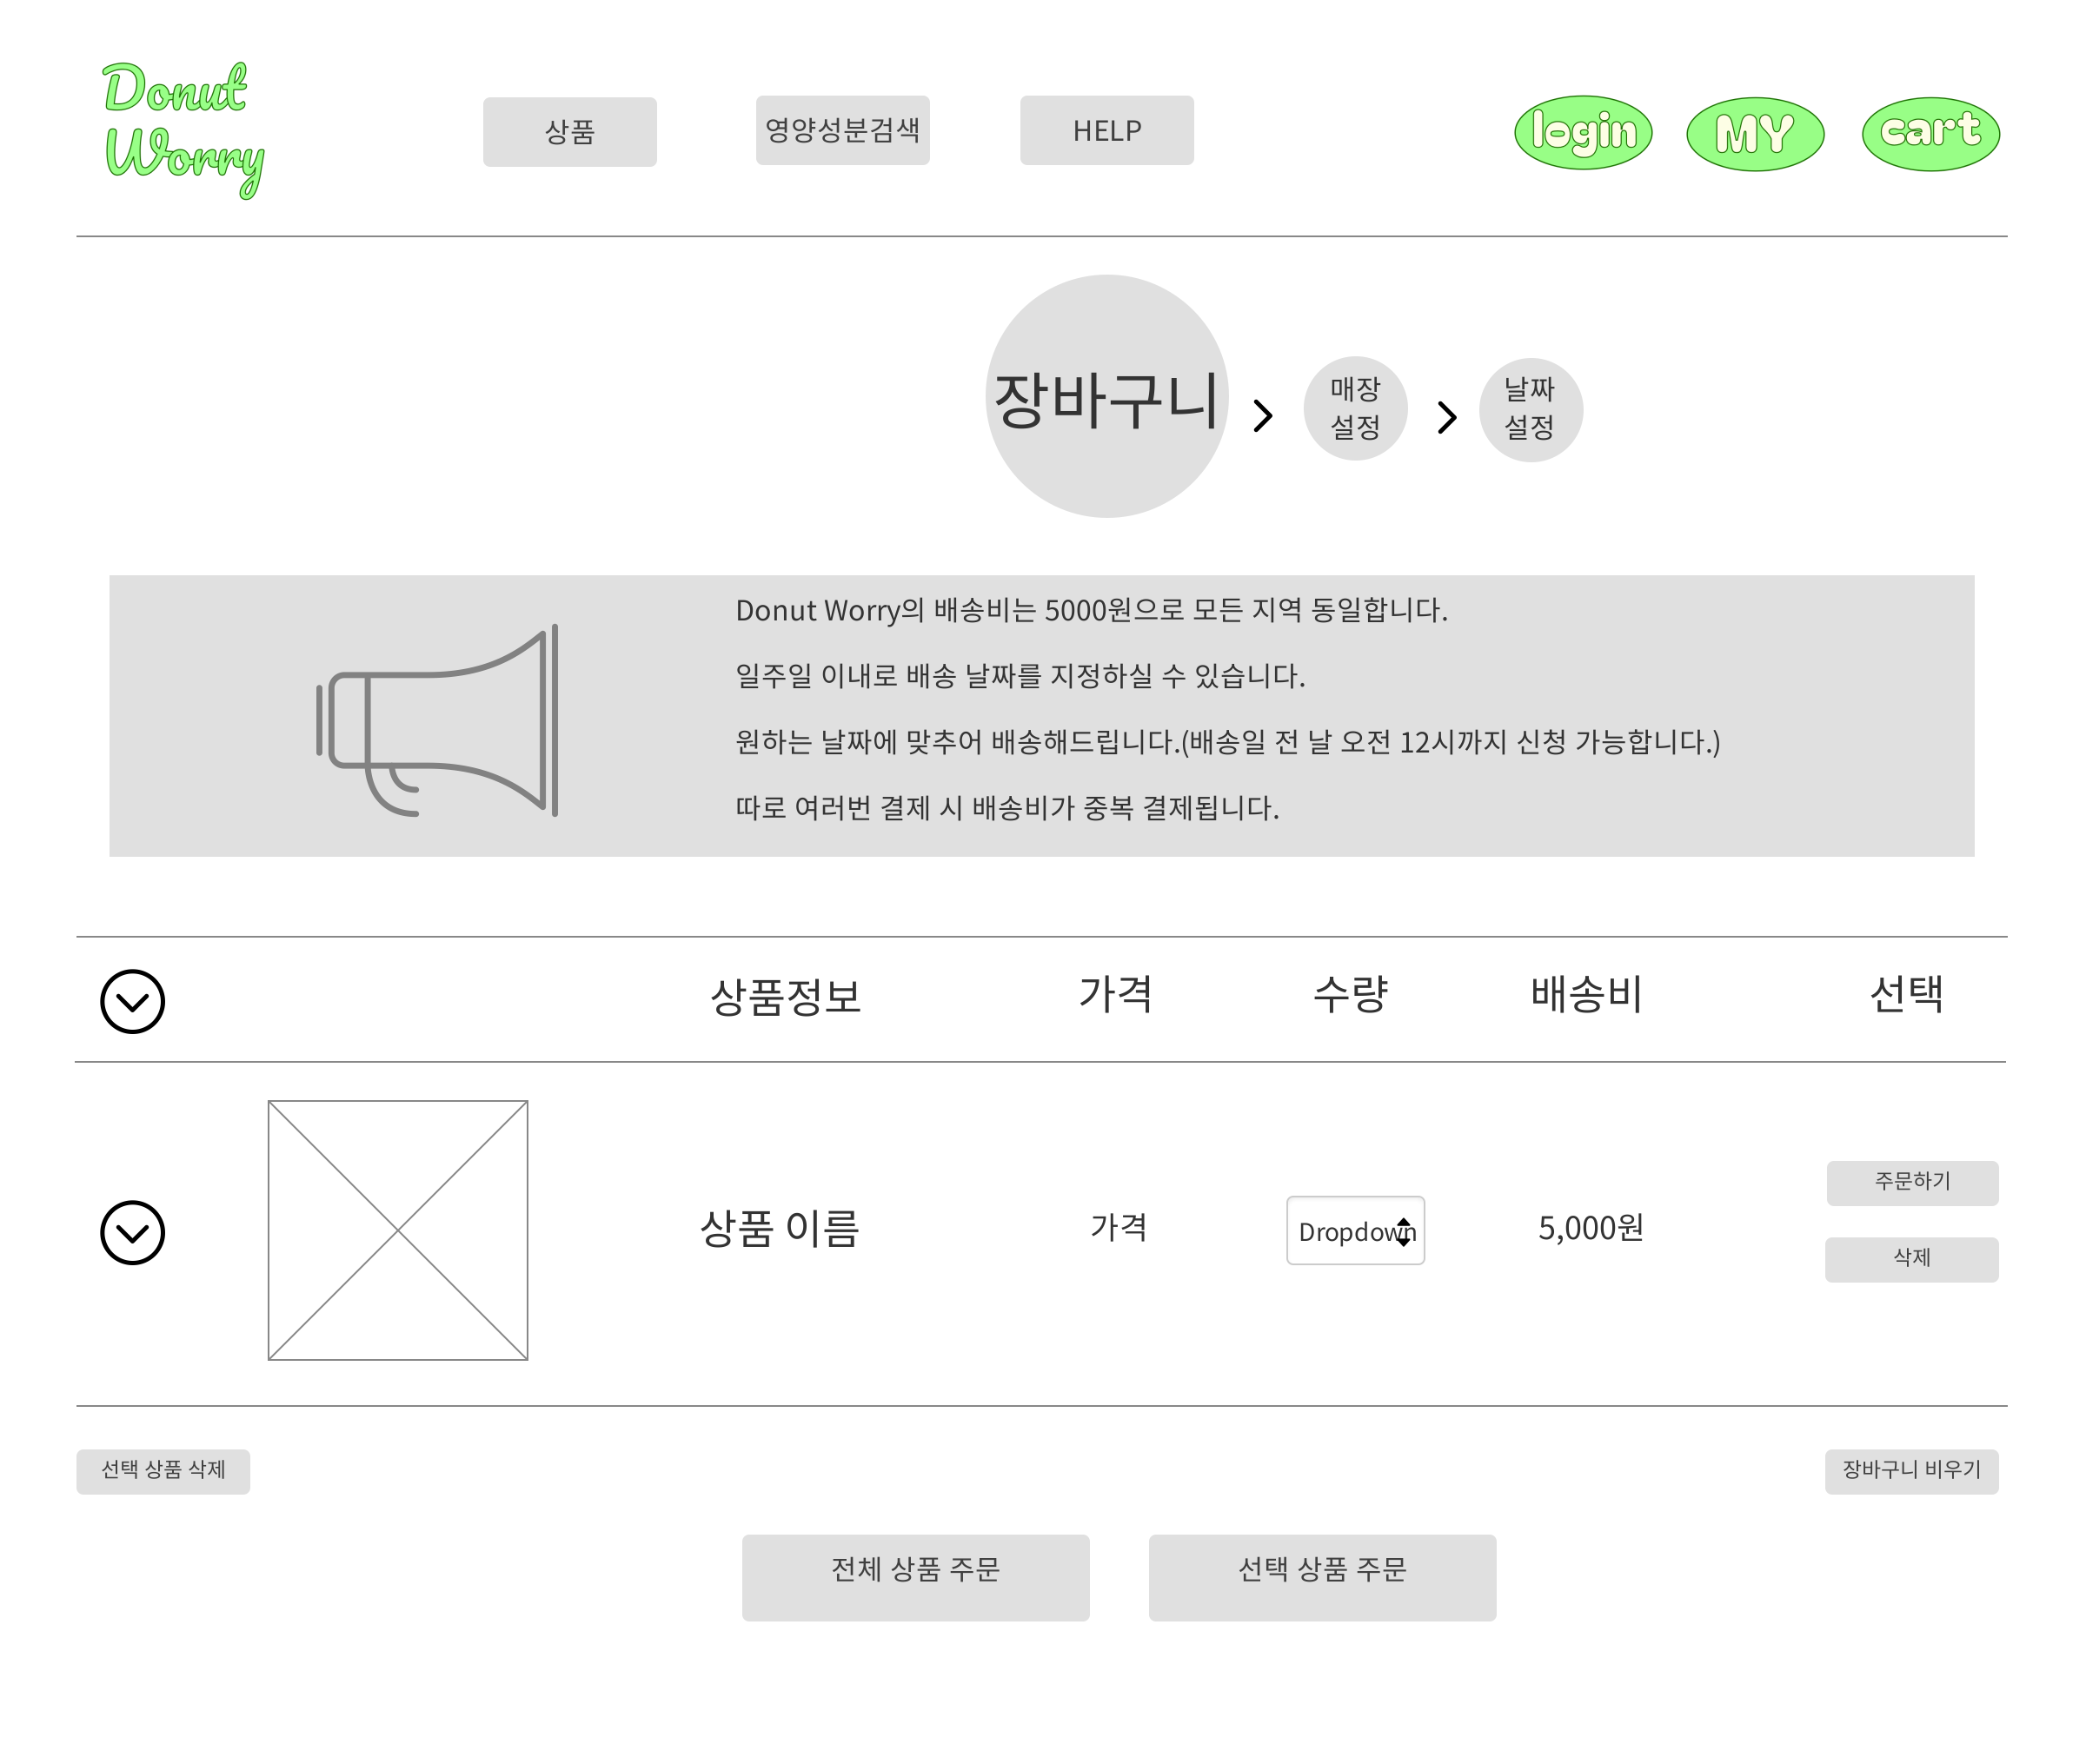 Donut
Worry
상품
영양성분검색
HELP
login
MY
cart
장바구니
매장
설정
날짜
설정
Donut Worry의 배송비는 5000원으로 모든 지역 동일합니다.
일주일 이내로 배송 날짜를 지정하실 수 있습니다.
원하는 날짜에 맞추어 배송해드립니다.(배송일 전 날 오전 12시까지 신청 가능합니다.)
따로 여러번 결제 시 배송비가 중복 결제됩니다.
상품정보
가격
수량
배송비
선택
상품 이름
가격
Dropdown
5,000원
주문하기
삭제
선택 상품 삭제
장바구니 비우기
전체 상품 주문
선택 상품 주문